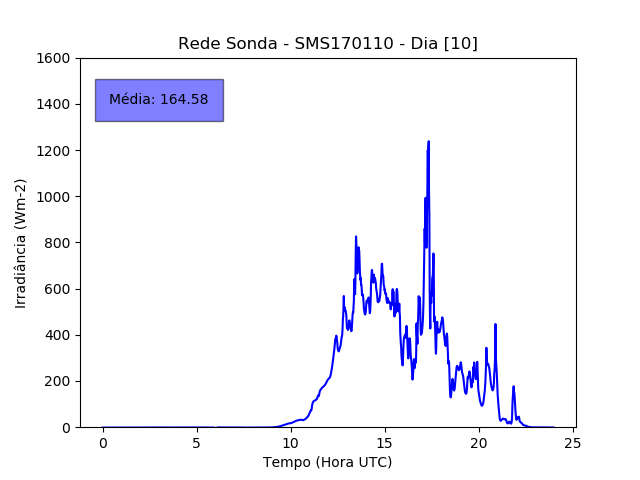 Rede Sonda - SMS170110 - Dia [10]
Média: 164.58
Irradiância (Wm-2)
1600
1400
1200
1000
800
600
400
200
0
0 5 10 15 20 25
Tempo (Hora UTC)